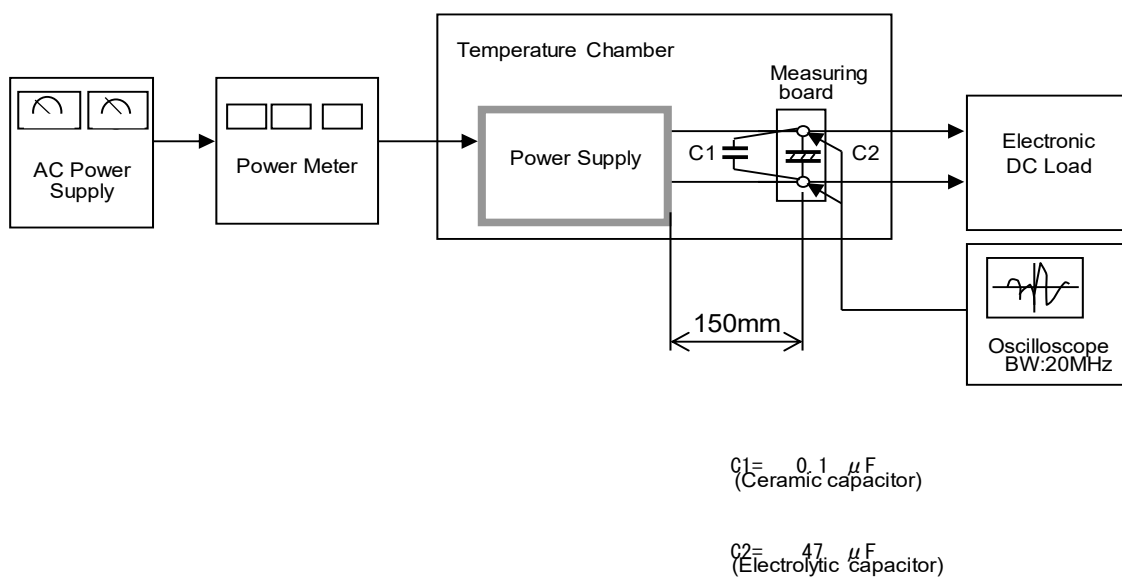 Temperature Chamber
Measuring
board
AC Power
Supply
Power Meter
Power Supply
C1
C2
Electronic
DC Load
150mm
Oscilloscope
BW:20MHz
C1= 0.1 μF
(Ceramic capacitor)
C2= 47 μF
(Electrolytic capacitor)